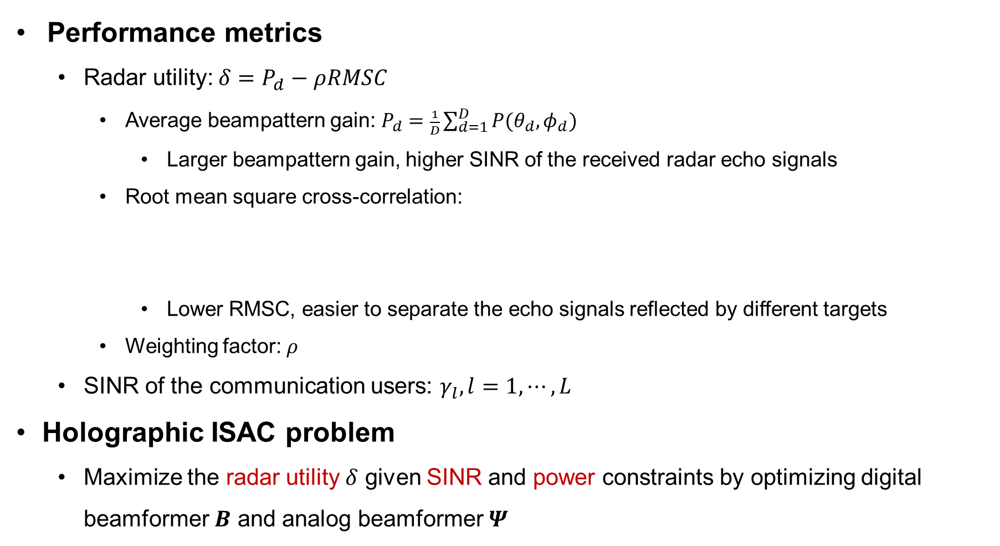 • Performance metrics
• Radar utility: δ = P_d − ρRMSC
• Average beampattern gain: P_d = 1/D ∑_{d=1}^{D} P(θ_d, ϕ_d)
• Larger beampattern gain, higher SINR of the received radar echo signals
• Root mean square cross-correlation:
• Lower RMSC, easier to separate the echo signals reflected by different targets
• Weighting factor: ρ
• SINR of the communication users: γ_l, l = 1, ⋯ , L
• Holographic ISAC problem
• Maximize the radar utility δ given SINR and power constraints by optimizing digital
beamformer B and analog beamformer Ψ